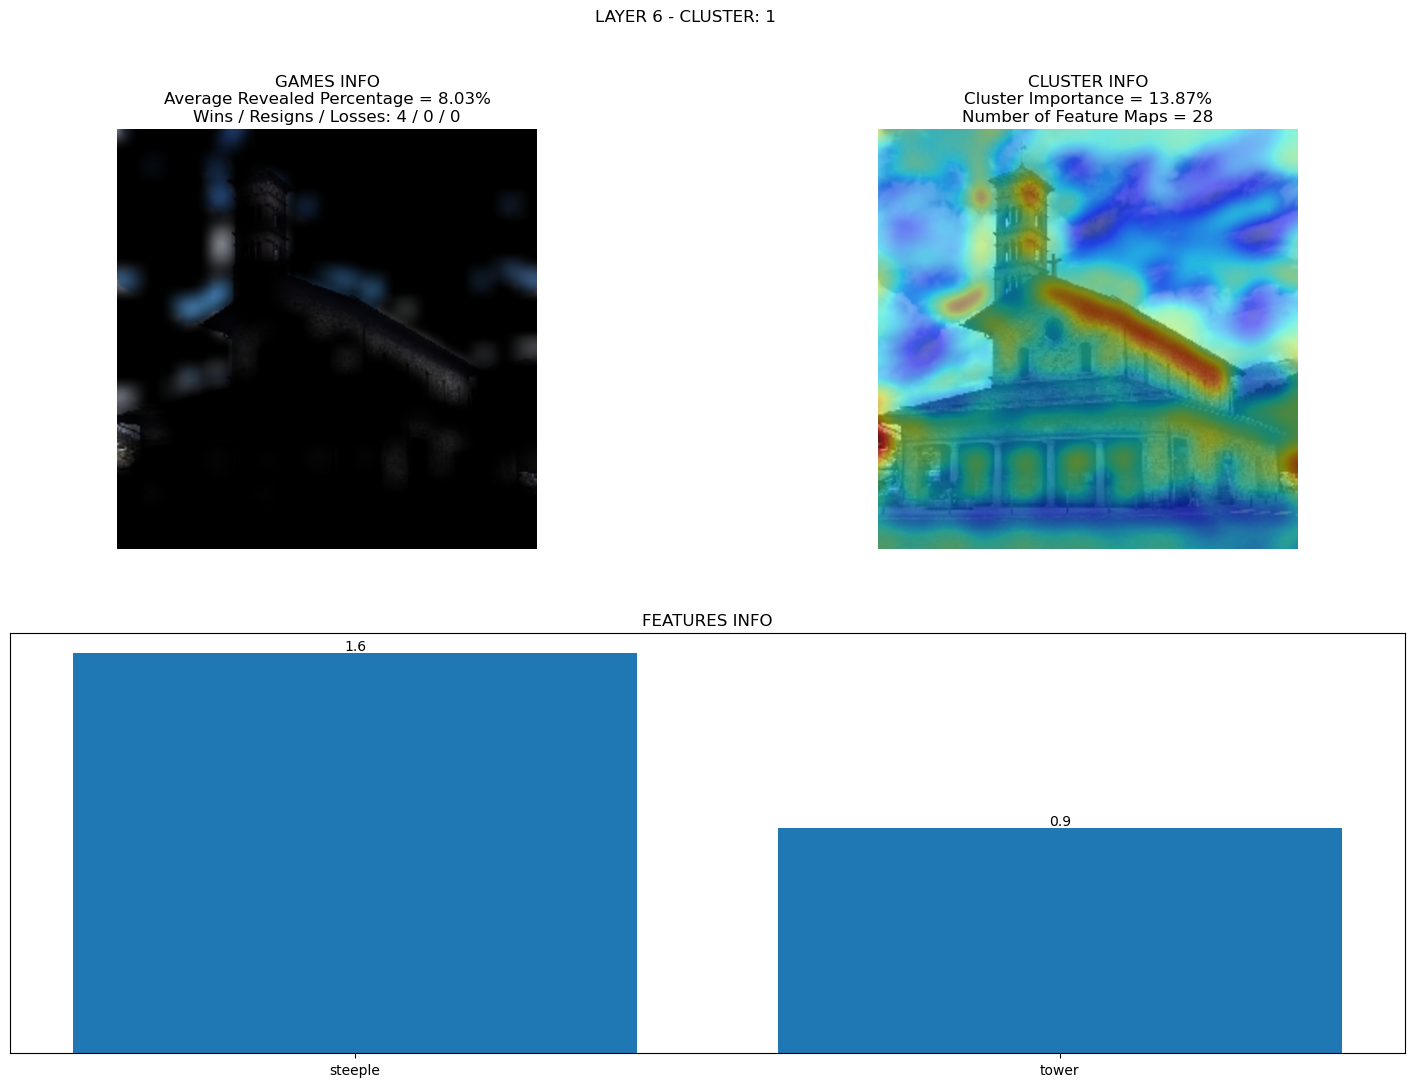 LAYER 6 - CLUSTER: 1
GAMES INFO
Average Revealed Percentage = 8.03%
Wins / Resigns / Losses: 4 / 0 / 0
CLUSTER INFO
Cluster Importance = 13.87%
Number of Feature Maps = 28
FEATURES INFO
1.6
0.9
steeple
tower